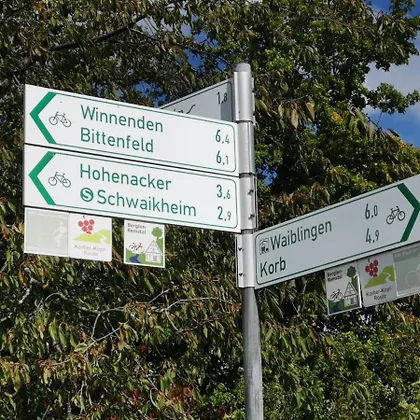 1,8
Winnenden 6,4
Bittenfeld 6,1
Hohenacker 3,6
S Schwaikheim 2,9
Waiblingen 6,0
Korb 4,9